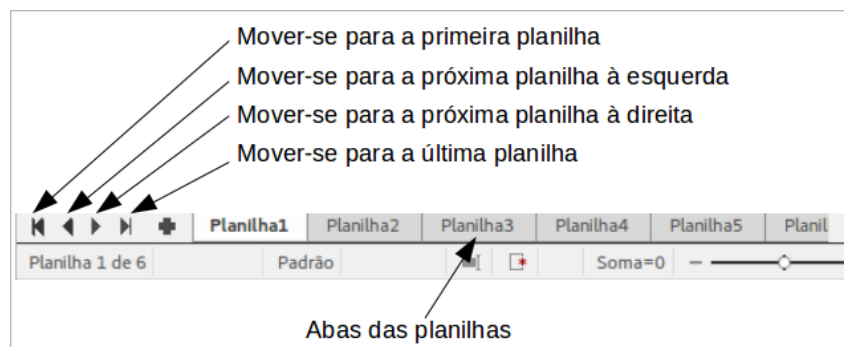 Mover-se para a primeira planilha
Mover-se para a próxima planilha à esquerda
Mover-se para a próxima planilha à direita
Mover-se para a última planilha
Planilha1 Planilha2 Planilha3 Planilha4 Planilha5 Planil
Planilha 1 de 6 Padrão Soma=0
Abas das planilhas